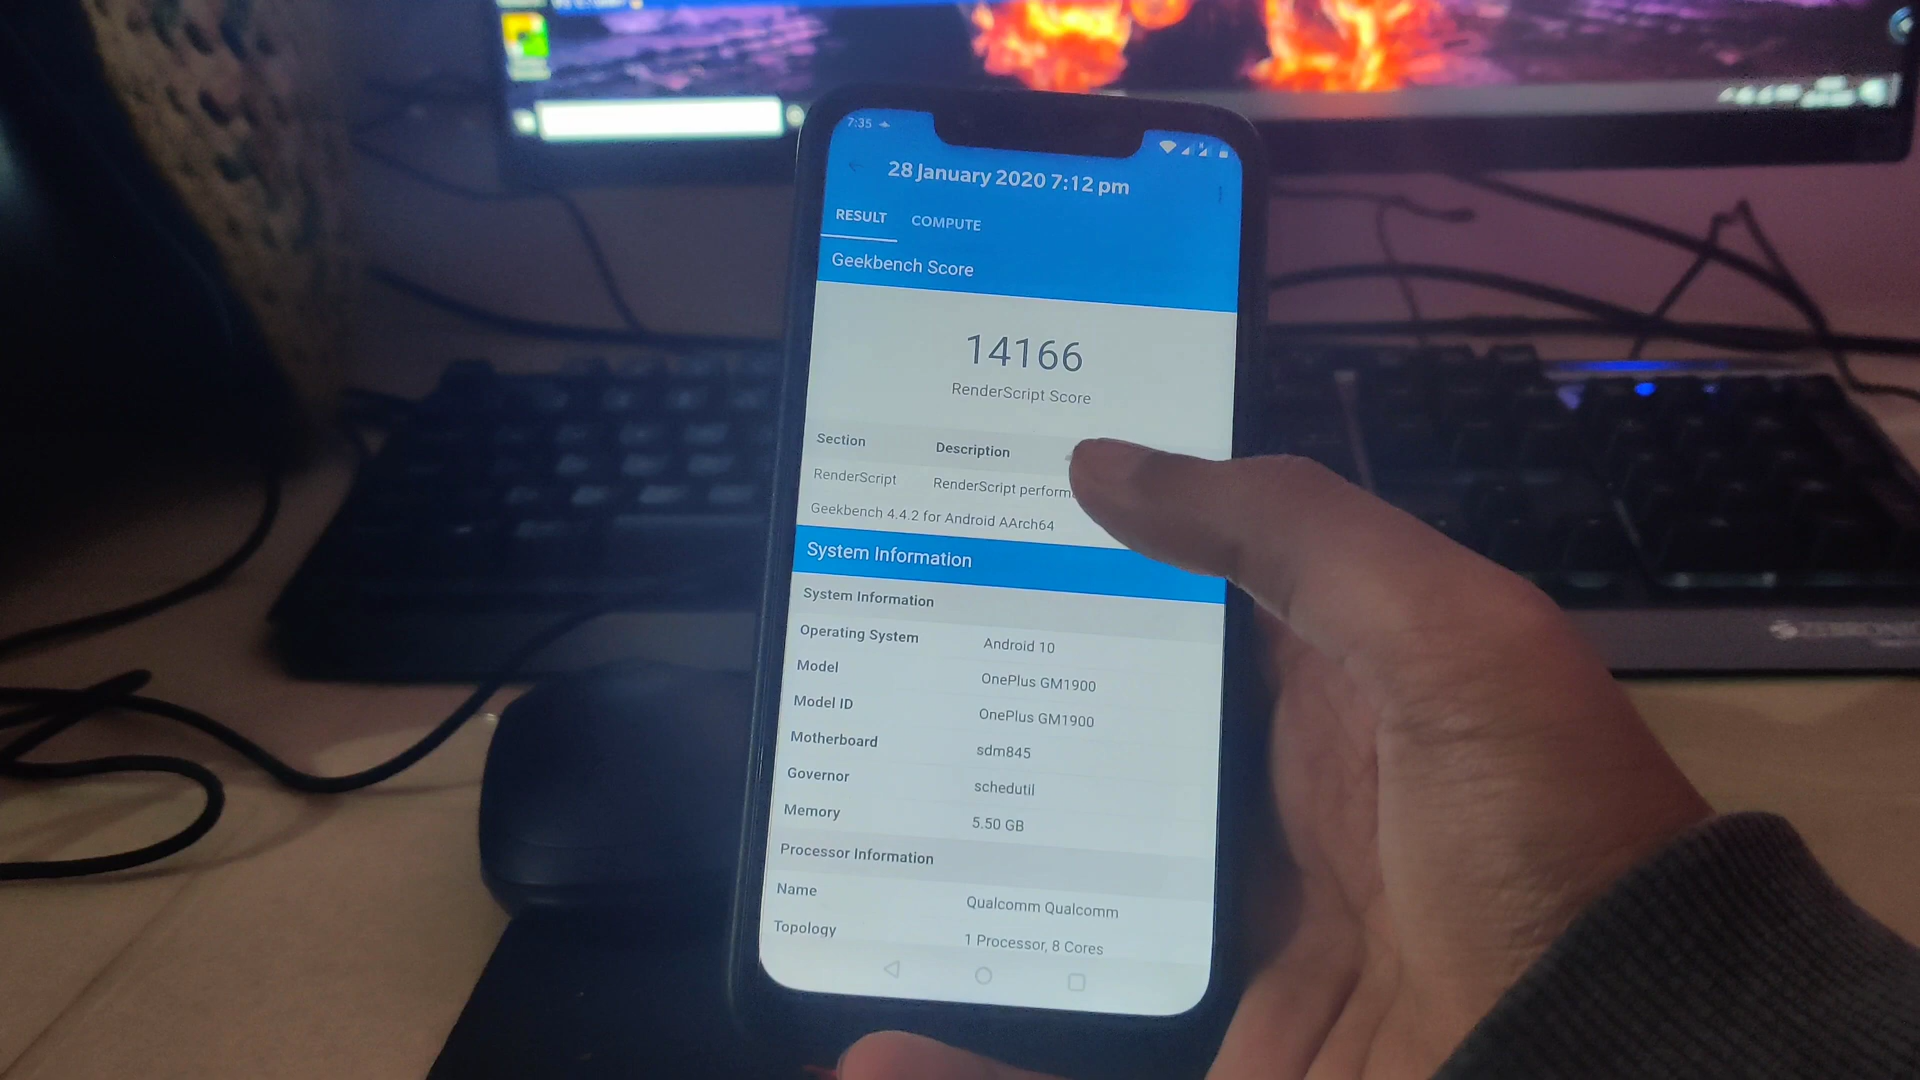 7:35
28 January 2020 7:12 pm
RESULT COMPUTE
Geekbench Score
14166
RenderScript Score
Section Description
RenderScript RenderScript perform
Geekbench 4.4.2 for Android AArch64
System Information
System Information
Operating System Android 10
Model OnePlus GM1900
Model ID OnePlus GM1900
Motherboard sdm845
Governor schedutil
Memory 5.50 GB
Processor Information
Name Qualcomm Qualcomm
Topology 1 Processor, 8 Cores